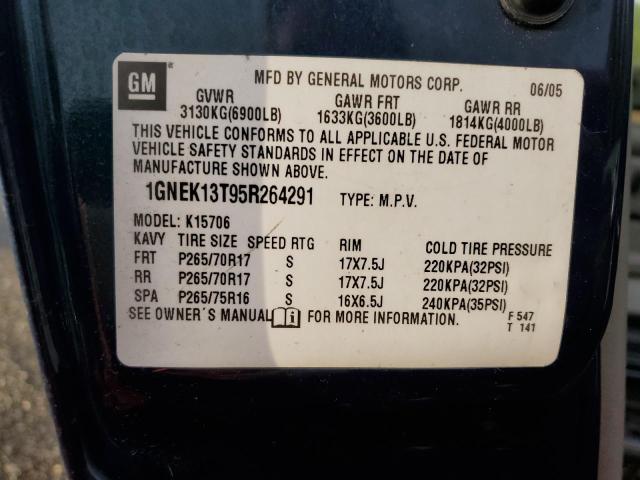 GM
MFD BY GENERAL MOTORS CORP. 06/05
GVWR GAWR FRT GAWR RR
3130KG(6900LB) 1633KG(3600LB) 1814KG(4000LB)
THIS VEHICLE CONFORMS TO ALL APPLICABLE U.S. FEDERAL MOTOR
VEHICLE SAFETY STANDARDS IN EFFECT ON THE DATE OF
MANUFACTURE SHOWN ABOVE.
1GNEK13T95R264291 TYPE: M.P.V.
MODEL: K15706
KAVY TIRE SIZE SPEED RTG RIM COLD TIRE PRESSURE
FRT P265/70R17 S 17X7.5J 220KPA(32PSI)
RR P265/70R17 S 17X7.5J 220KPA(32PSI)
SPA P265/75R16 S 16X6.5J 240KPA(35PSI)
SEE OWNER'S MANUAL FOR MORE INFORMATION. F 547
T 141